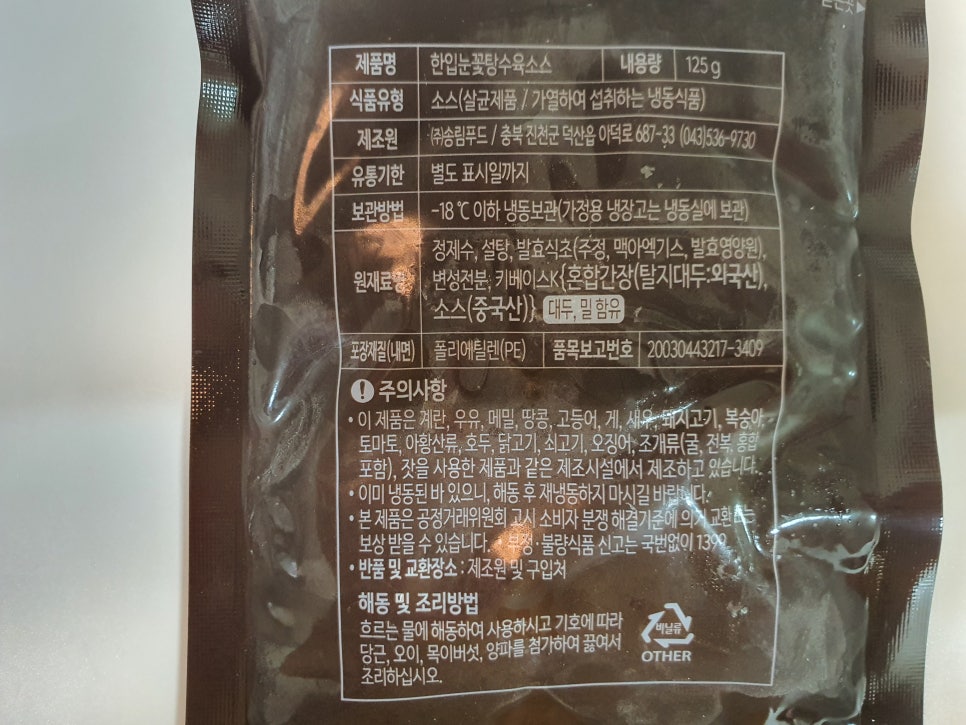 제품명 한입눈꽃탕수육소스 내용량 125g
식품유형 소스(살균제품 / 가열하여 섭취하는 냉동식품)
제조원 ㈜송림푸드 / 충북 진천군 덕산읍 아덕로 687-33 (043)536-9730
유통기한 별도 표시일까지
보관방법 -18℃ 이하 냉동보관(가정용 냉장고는 냉동실에 보관)
정제수, 설탕, 발효식초(주정, 맥아엑기스, 발효영양원),
원재료명 변성전분, 키베이스K{혼합간장(탈지대두:외국산),
소스(중국산)} 대두, 밀 함유
포장재질(내면) 폴리에틸렌(PE) 품목보고번호 20030443217-3409
! 주의사항
• 이 제품은 계란, 우유, 메밀, 땅콩, 고등어, 게, 새우, 돼지고기, 복숭아,
토마토, 아황산류, 호두, 닭고기, 쇠고기, 오징어, 조개류(굴, 전복, 홍합
포함), 잣을 사용한 제품과 같은 제조시설에서 제조하고 있습니다.
• 이미 냉동된 바 있으니, 해동 후 재냉동하지 마시길 바랍니다.
• 본 제품은 공정거래위원회 고시 소비자 분쟁 해결기준에 의거 교환 또는
보상 받을 수 있습니다. • 부정·불량식품 신고는 국번없이 1399
• 반품 및 교환장소 : 제조원 및 구입처
해동 및 조리방법
흐르는 물에 해동하여 사용하시고 기호에 따라
당근, 오이, 목이버섯, 양파를 첨가하여 끓여서
조리하십시오.
비닐류
OTHER